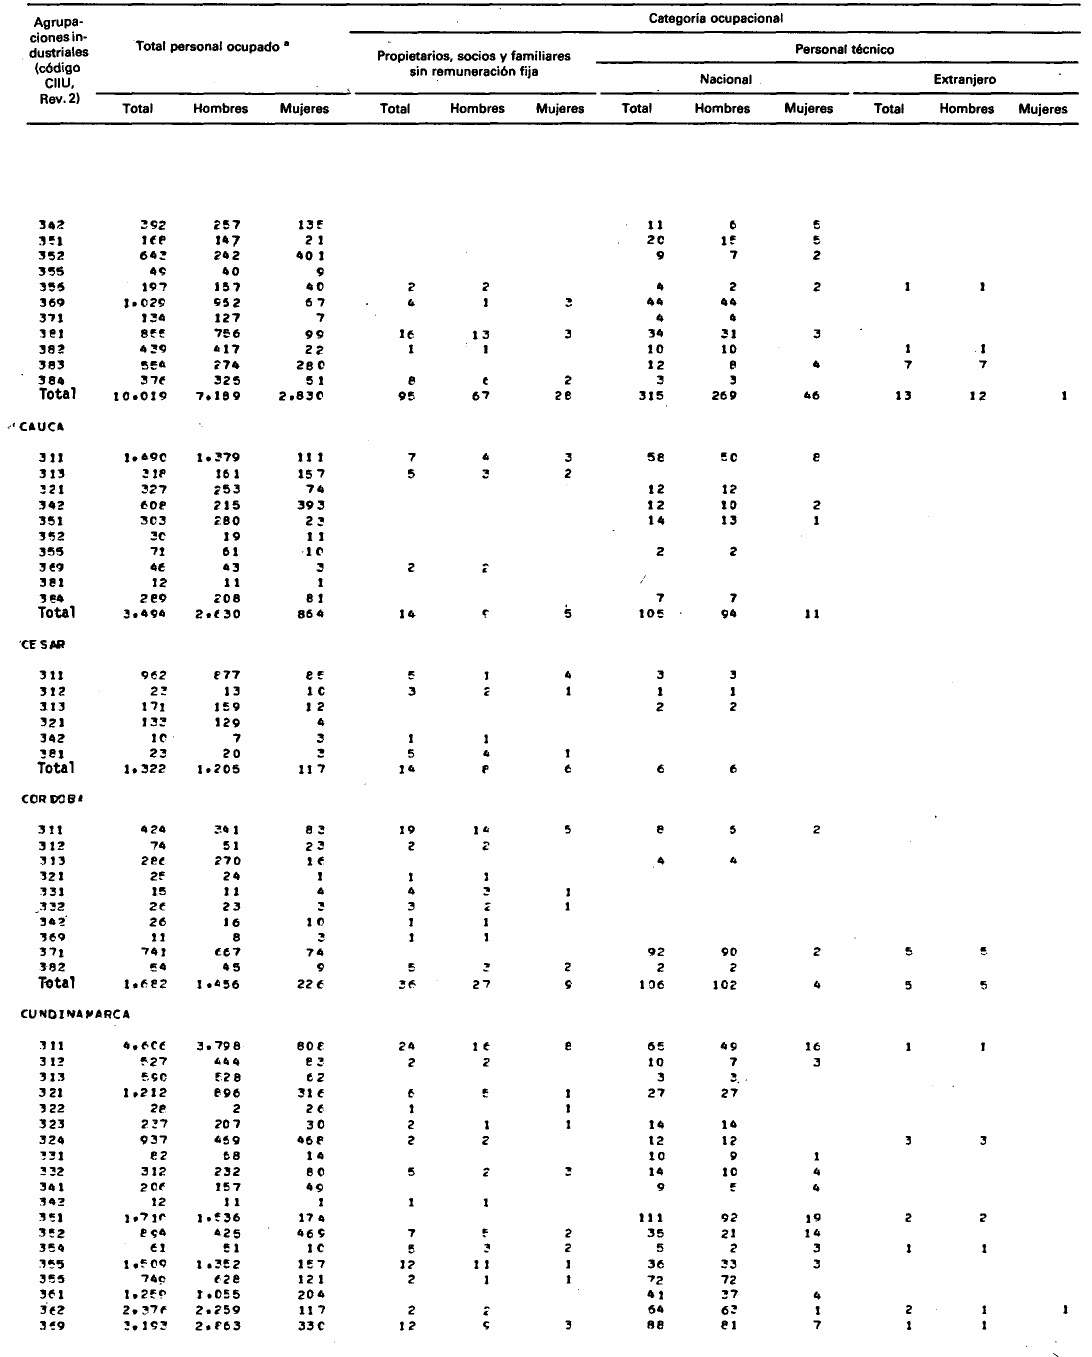 Agrupa-
ciones in-
dustriales
(código
CIIU,
Rev. 2)
Total personal ocupado ª
Categoría ocupacional
Propietarios, socios y familiares
sin remuneración fija
Personal técnico
Nacional Extranjero
Total Hombres Mujeres Total Hombres Mujeres Total Hombres Mujeres Total Hombres Mujeres
342 392 257 135 11 6 5
351 168 147 21 20 15 5
352 643 242 401 9 7 2
355 49 40 9
356 197 157 40 2 2 4 2 2 1 1
369 1.029 952 67 4 1 3 44 44
371 134 127 7 4 4
381 855 756 99 16 13 3 34 31 3
382 439 417 22 1 1 10 10 1 1
383 554 274 280 12 8 4 7 7
384 376 325 51 8 6 2 3 3
Total 10.019 7.189 2.830 95 67 28 315 269 46 13 12 1
CAUCA
311 1.490 1.379 111 7 4 3 58 50 8
313 318 161 157 5 3 2
321 327 253 74 12 12
342 608 215 393 12 10 2
351 303 280 23 14 13 1
352 30 19 11
355 71 61 10 2 2
369 46 43 3 2 2
381 12 11 1
384 289 208 81 7 7
Total 3.494 2.630 864 14 9 5 105 94 11
CESAR
311 962 877 85 5 1 4 3 3
312 23 13 10 3 2 1 1 1
313 171 159 12 2 2
321 133 129 4
342 10 7 3 1 1
381 23 20 3 5 4 1
Total 1.322 1.205 117 14 8 6 6 6
CORDOBA
311 424 341 83 19 14 5 8 5 2
312 74 51 23 2 2
313 286 270 16 4 4
321 25 24 1 1 1
331 15 11 4 4 3 1
332 26 23 3 3 2 1
342 26 16 10 1 1
369 11 8 3 1 1
371 741 667 74 92 90 2 5 5
382 54 45 9 5 3 2 2 2
Total 1.682 1.456 226 36 27 9 106 102 4 5 5
CUNDINAMARCA
311 4.606 3.798 808 24 16 8 65 49 16 1 1
312 527 444 83 2 2 10 7 3
313 590 528 62 3 3
321 1.212 896 316 6 5 1 27 27
322 28 2 26 1 1
323 237 207 30 2 1 1 14 14
324 937 469 468 2 2 12 12 3 3
331 82 68 14 10 9 1
332 312 232 80 5 2 3 14 10 4
341 206 157 49 9 5 4
342 12 11 1 1 1
351 1.710 1.536 174 111 92 19 2 2
352 894 425 469 7 5 2 35 21 14
354 61 51 10 5 3 2 5 2 3 1 1
355 1.509 1.352 157 12 11 1 36 33 3
356 749 628 121 2 1 1 72 72
361 1.259 1.055 204 41 37 4
362 2.376 2.259 117 2 2 64 63 1 2 1 1
369 3.193 2.863 330 12 9 3 88 81 7 1 1